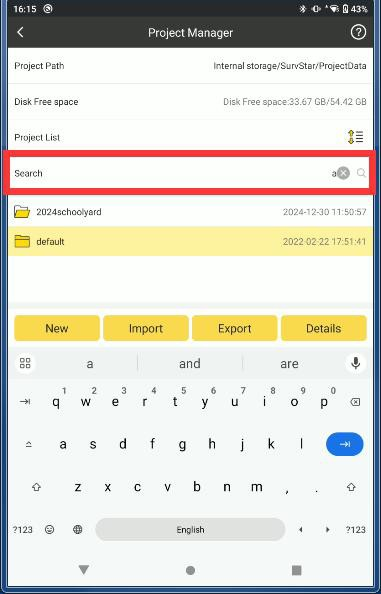 16:15 43%
Project Manager ?
Project Path Internal storage/SurvStar/ProjectData
Disk Free space Disk Free space:33.67 GB/54.42 GB
Project List
Search a
2024schoolyard 2024-12-30 11:50:57
default 2022-02-22 17:51:41
New Import Export Details
a and are
1 2 3 4 5 6 7 8 9 0
q w e r t y u i o p
a s d f g h j k l
z x c v b n m , .
?123 English ?123